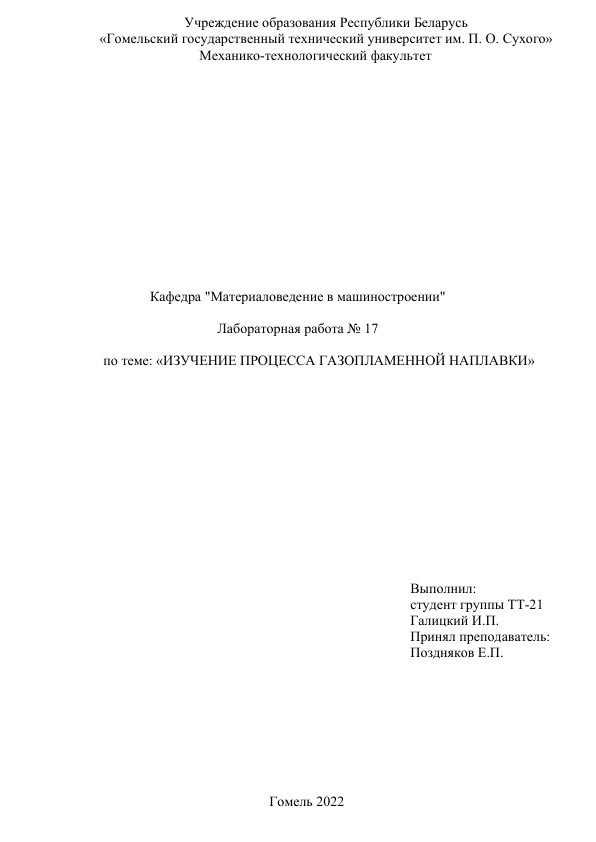 Учреждение образования Республики Беларусь
«Гомельский государственный технический университет им. П. О. Сухого»
Механико-технологический факультет
Кафедра "Материаловедение в машиностроении"
Лабораторная работа № 17
по теме: «ИЗУЧЕНИЕ ПРОЦЕССА ГАЗОПЛАМЕННОЙ НАПЛАВКИ»
Выполнил:
студент группы ТТ-21
Галицкий И.П.
Принял преподаватель:
Поздняков Е.П.
Гомель 2022